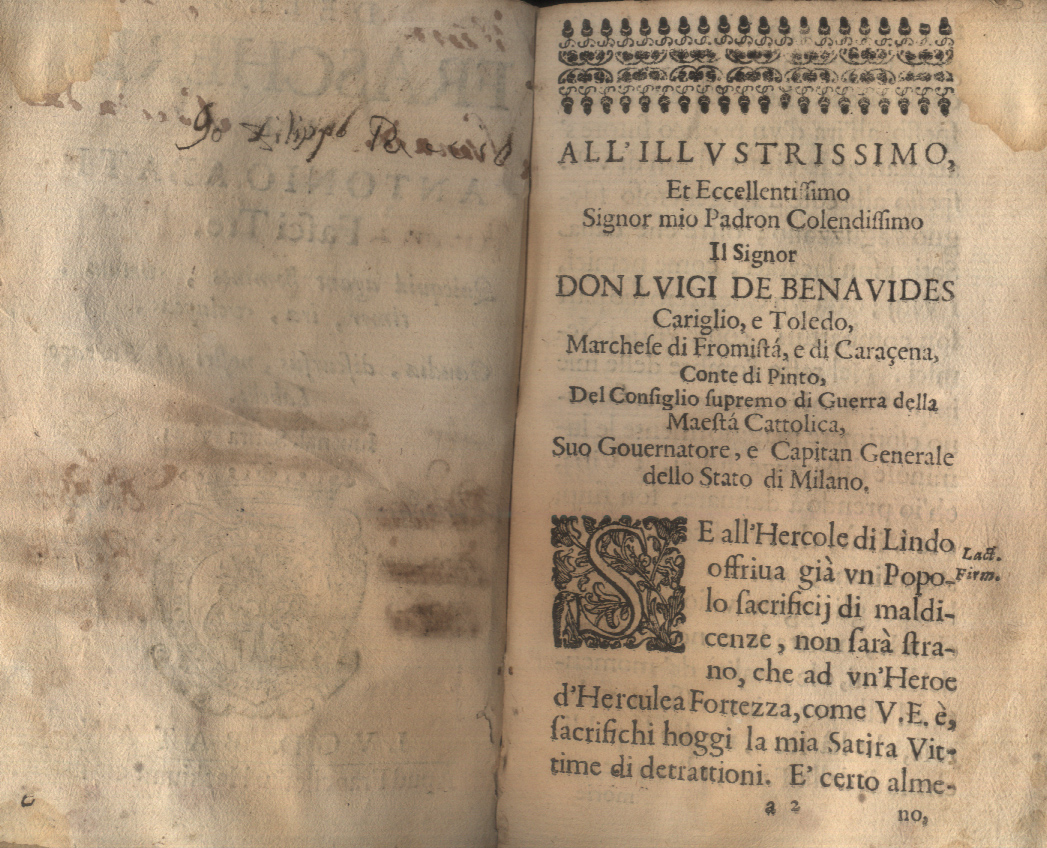 Filippo
ALL'ILLVSTRISSIMO,
Et Eccellentiſſimo
Signor mio Padron Colendiſſimo
Il Signor
DON LVIGI DE BENAVIDES
Cariglio, e Toledo,
Marcheſe di Fromiſtá, e di Caraçena,
Conte di Pinto,
Del Conſiglio ſupremo di Guerra della
Maeſtá Cattolica,
Suo Gouernatore, e Capitan Generale
dello Stato di Milano.
SE all'Hercole di Lindo
Lact.
offriua già vn Popo-
Firm.
lo ſacrificij di maldi-
cenze, non ſarà ſtra-
no, che ad vn'Heroe
d'Herculea Fortezza, come V.E. è,
ſacrifichi hoggi la mia Satira Vit-
time di detrattioni. E' certo alme-
a 2
no,